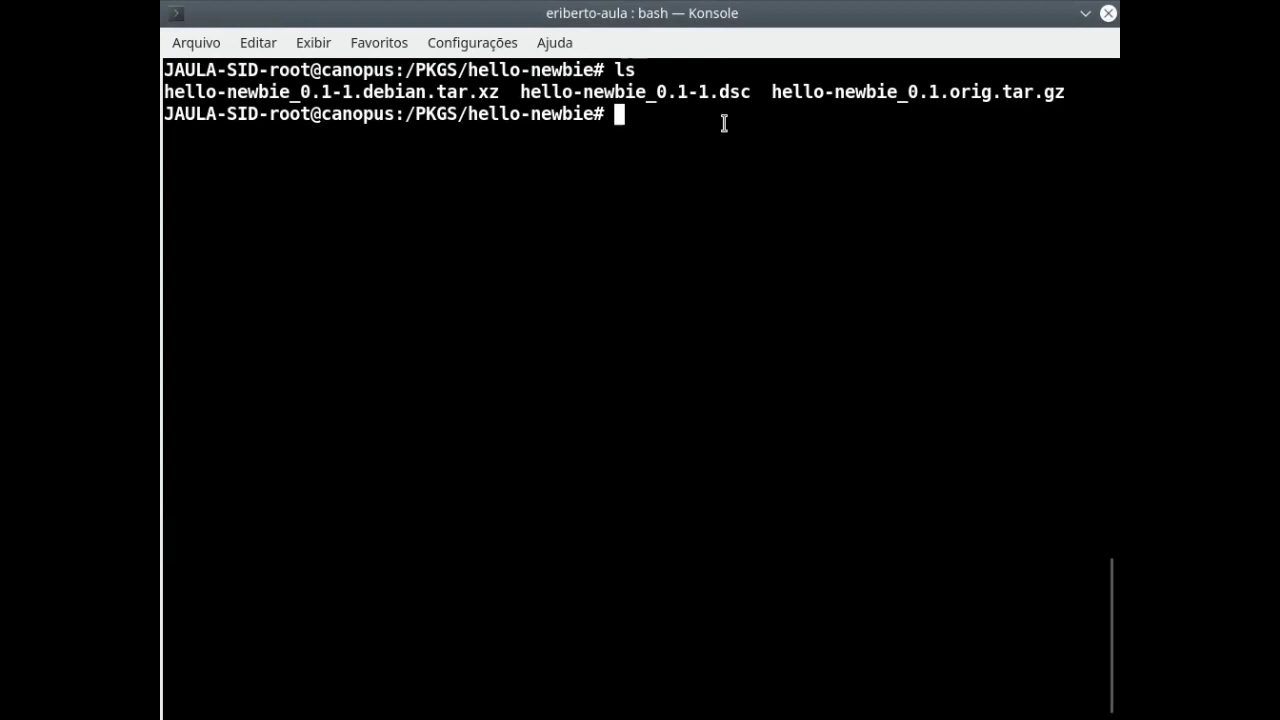 eriberto-aula : bash — Konsole
Arquivo Editar Exibir Favoritos Configurações Ajuda
JAULA-SID-root@canopus:/PKGS/hello-newbie# ls
hello-newbie_0.1-1.debian.tar.xz hello-newbie_0.1-1.dsc hello-newbie_0.1.orig.tar.gz
JAULA-SID-root@canopus:/PKGS/hello-newbie#